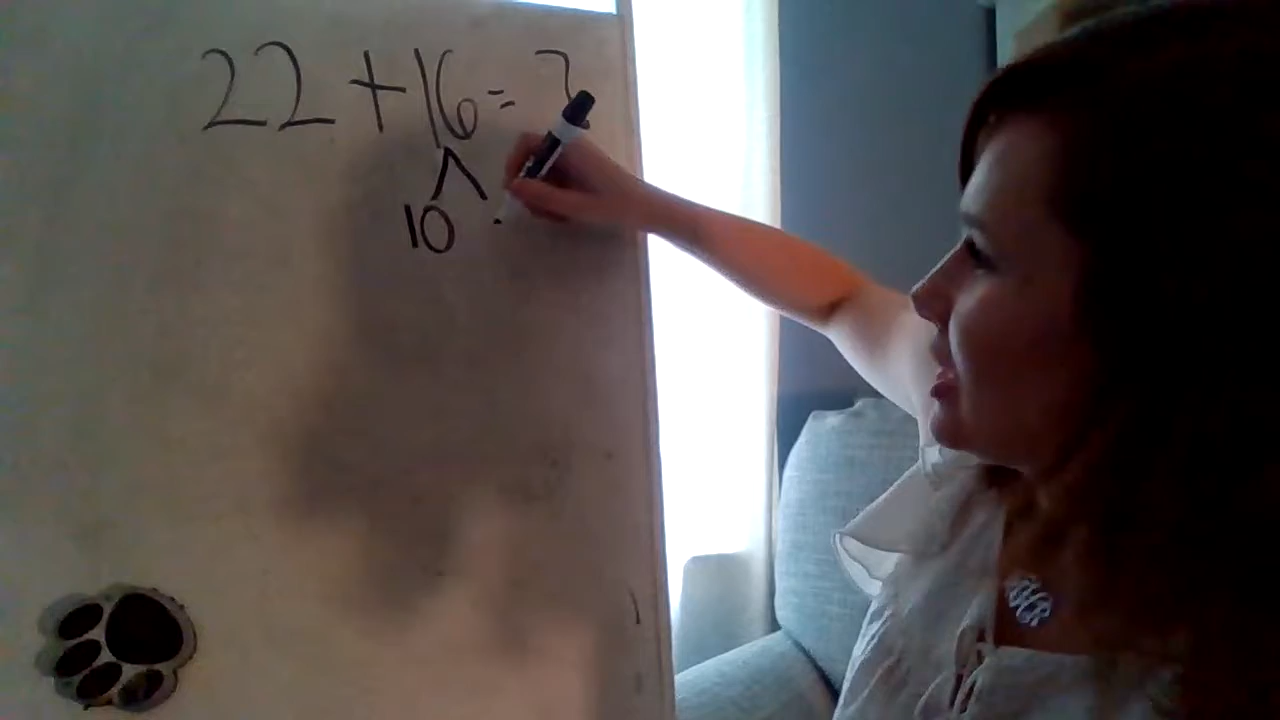 22 + 16 = ?
10